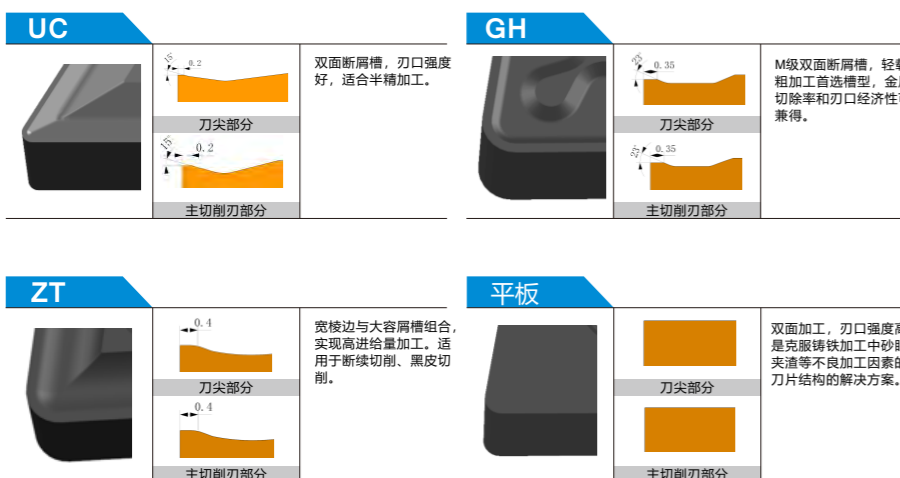 UC
15°
0.2
刀尖部分
15°
0.2
主切削刃部分
双面断屑槽，刃口强度
好，适合半精加工。
GH
23°
0.35
刀尖部分
23°
0.35
主切削刃部分
M级双面断屑槽，轻
粗加工首选槽型，金
切除率和刃口经济性
兼得。
ZT
0.4
刀尖部分
0.4
主切削刃部分
宽棱边与大容屑槽组合，
实现高进给量加工。适
用于断续切削、黑皮切
削。
平板
刀尖部分
主切削刃部分
双面加工，刃口强度高
是克服铸铁加工中砂眼
夹渣等不良加工因素的
刀片结构的解决方案。